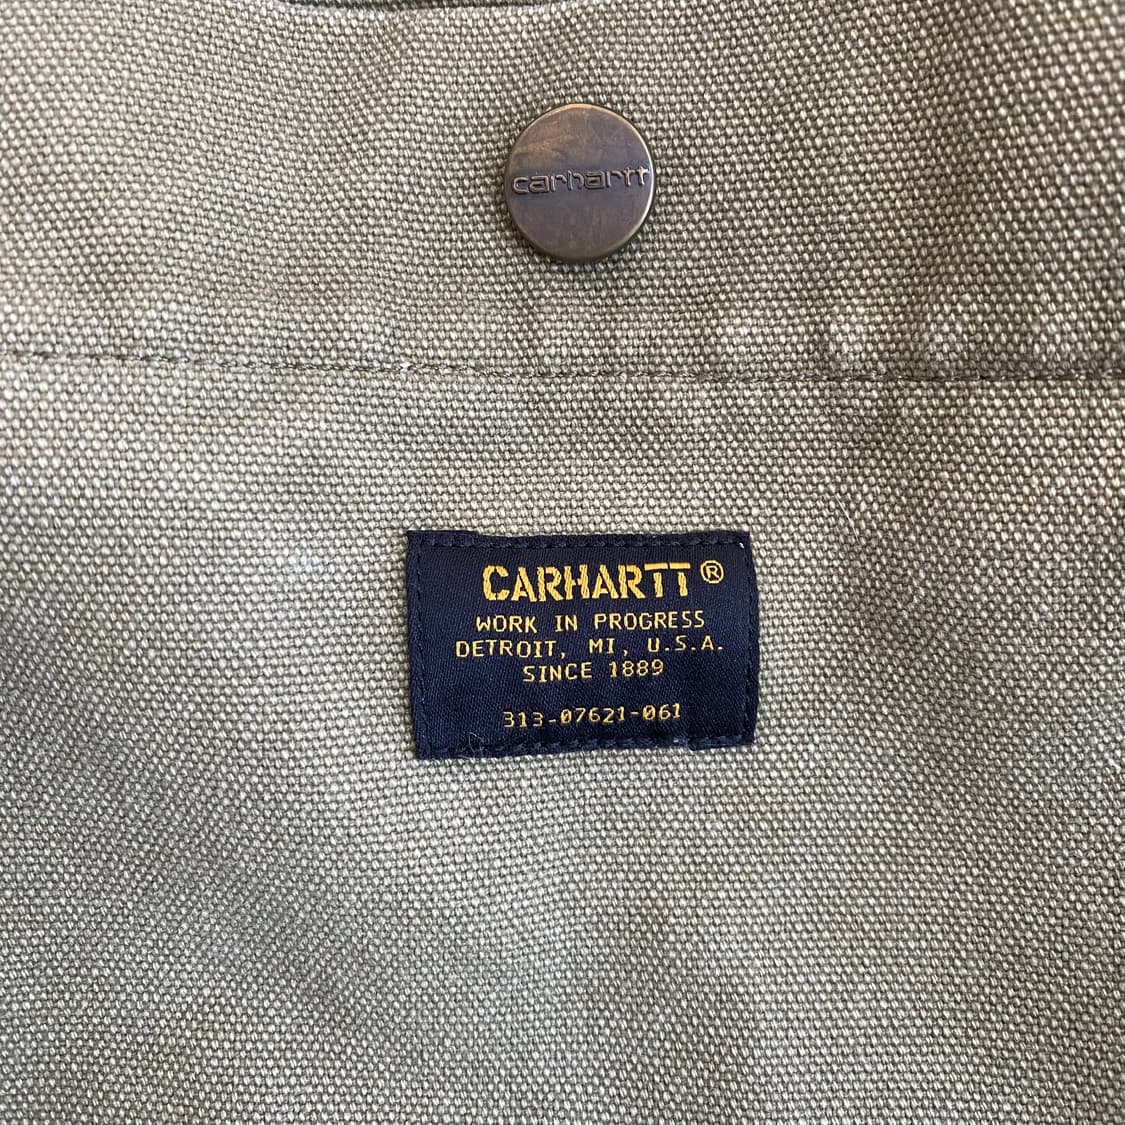 carhartt
CARHARTT®
WORK IN PROGRESS
DETROIT, MI, U.S.A.
SINCE 1889
313-07621-061